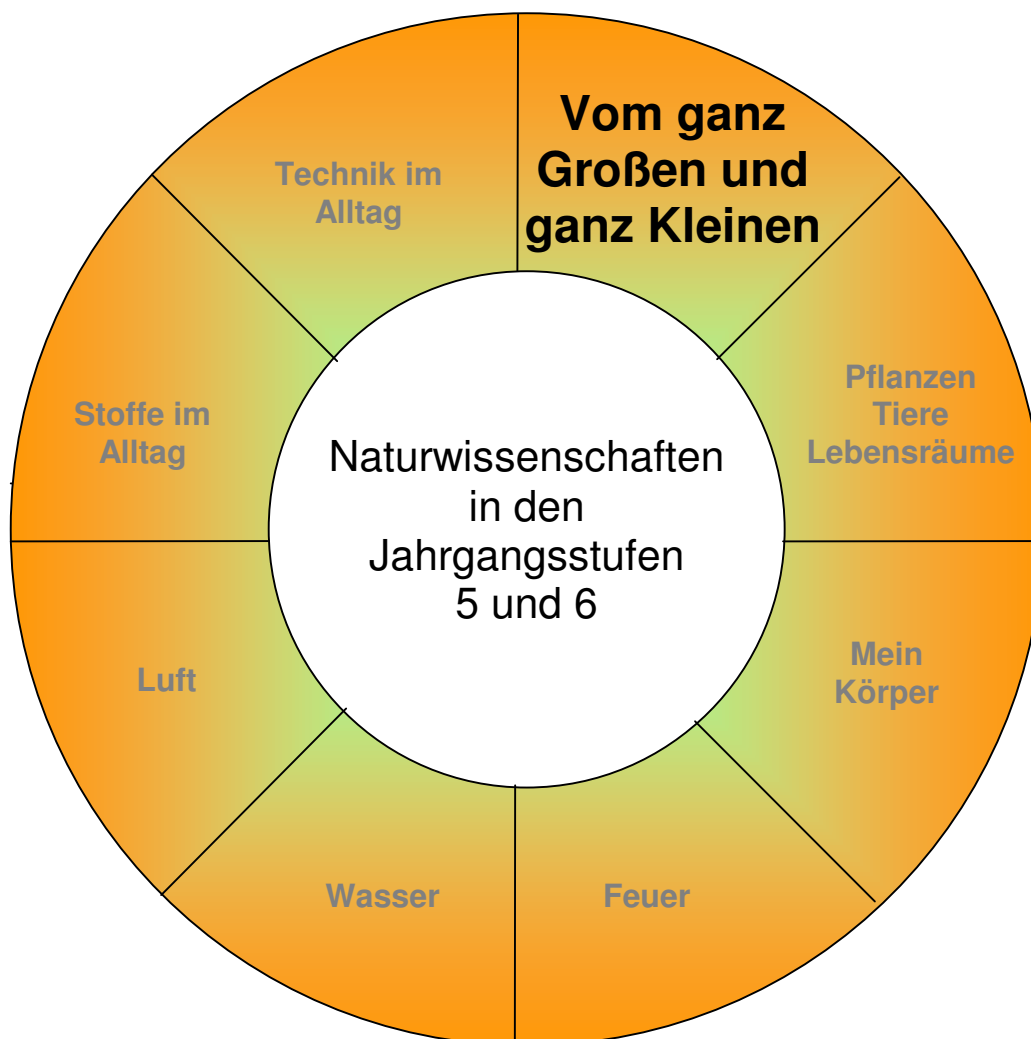 Vom ganz
Großen und
ganz Kleinen
Technik im
Alltag
Pflanzen
Tiere
Lebensräume
Stoffe im
Alltag
Naturwissenschaften
in den
Jahrgangsstufen
5 und 6
Mein
Körper
Luft
Wasser
Feuer